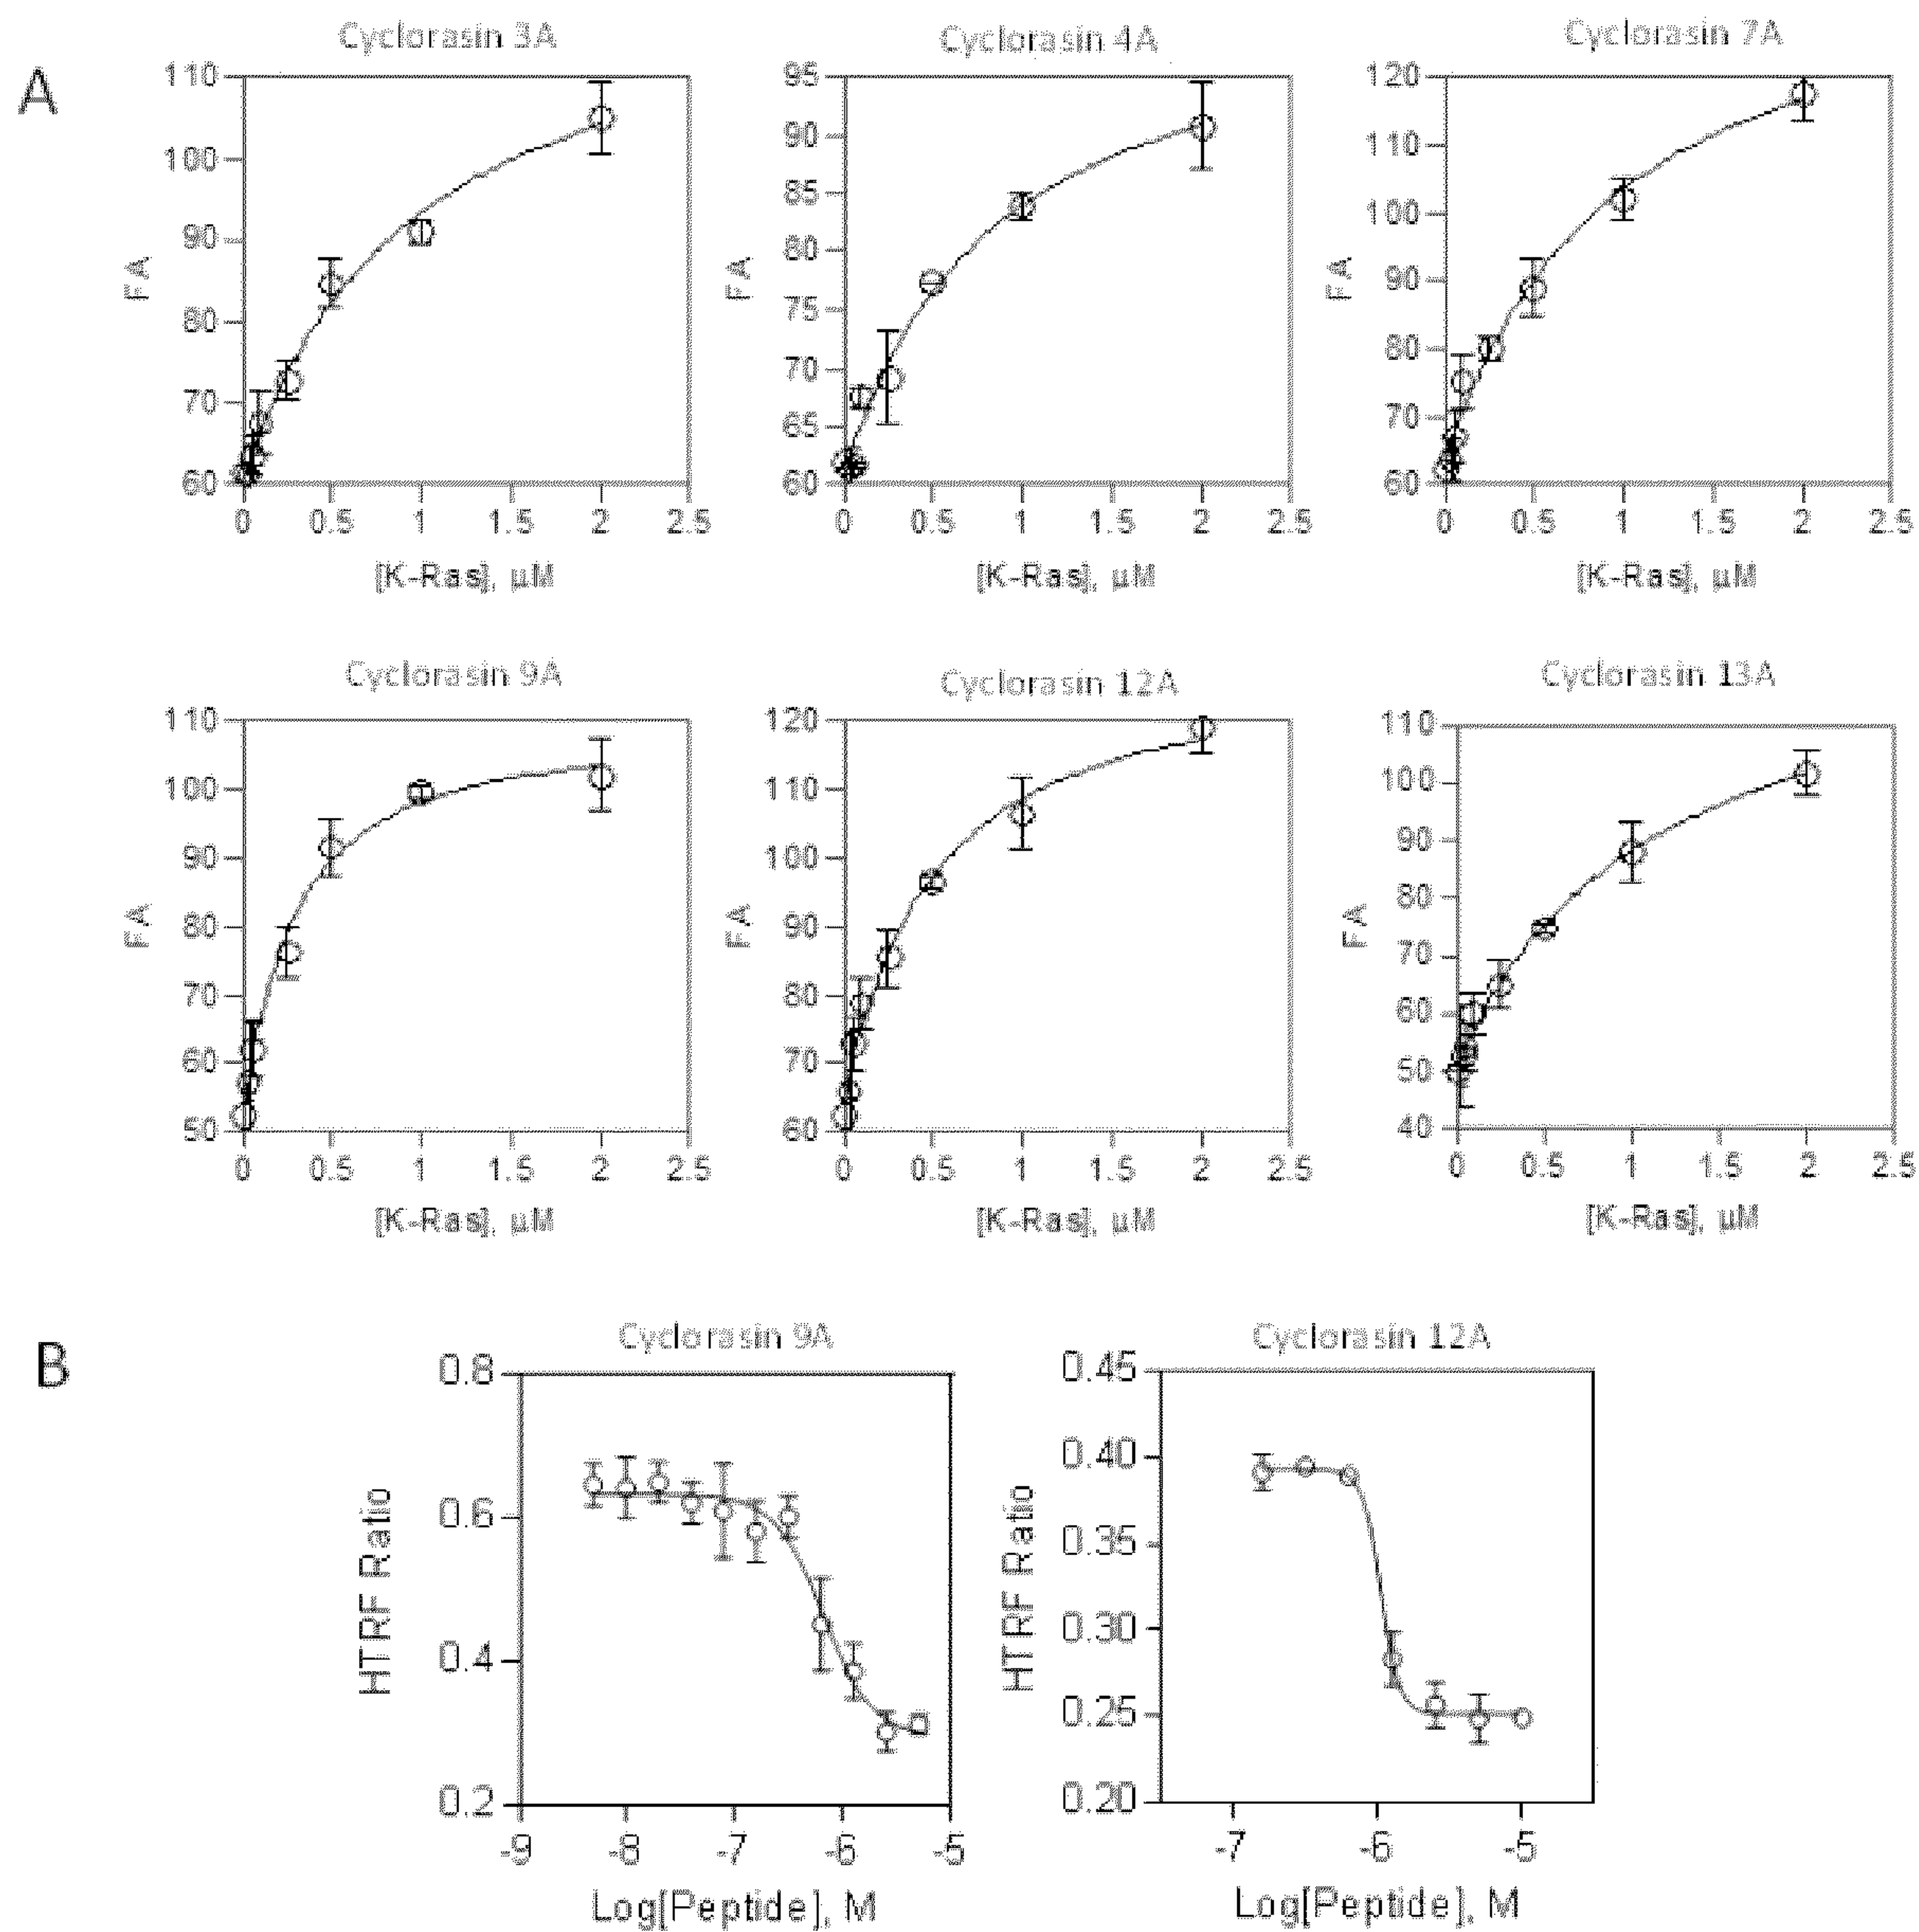 A
Cyclorasin 3A
Cyclorasin 4A
Cyclorasin 7A
110
100
90
80
70
60
FA
0 0.5 1 1.5 2 2.5
[K-Ras], µM
95
90
85
80
75
70
65
60
FA
0 0.5 1 1.5 2 2.5
[K-Ras], µM
120
110
100
90
80
70
60
FA
0 0.5 1 1.5 2 2.5
[K-Ras], µM
Cyclorasin 9A
Cyclorasin 12A
Cyclorasin 13A
110
100
90
80
70
60
50
FA
0 0.5 1 1.5 2 2.5
[K-Ras], µM
120
110
100
90
80
70
60
FA
0 0.5 1 1.5 2 2.5
[K-Ras], µM
110
100
90
80
70
60
50
40
FA
0 0.5 1 1.5 2 2.5
[K-Ras], µM
B
Cyclorasin 9A
Cyclorasin 12A
0.8
0.6
0.4
0.2
HTRF Ratio
-9 -8 -7 -6 -5
Log[Peptide], M
0.45
0.40
0.35
0.30
0.25
0.20
HTRF Ratio
-7 -6 -5
Log[Peptide], M